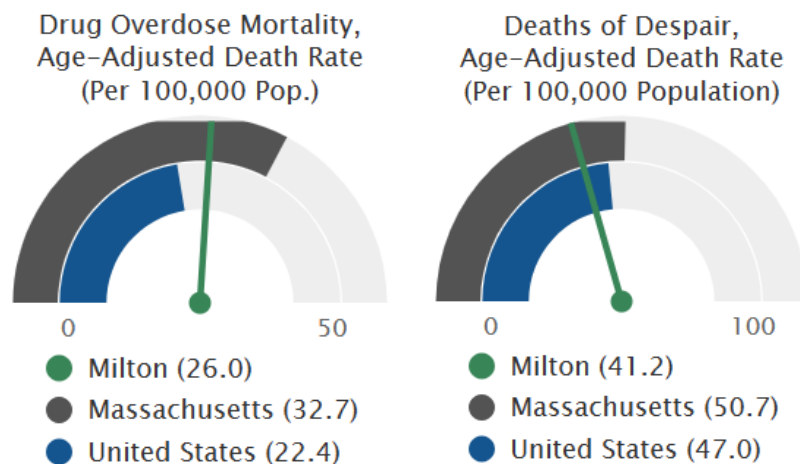 Drug Overdose Mortality,
Age-Adjusted Death Rate
(Per 100,000 Pop.)
0
50
Milton (26.0)
Massachusetts (32.7)
United States (22.4)
Deaths of Despair,
Age-Adjusted Death Rate
(Per 100,000 Population)
0
100
Milton (41.2)
Massachusetts (50.7)
United States (47.0)